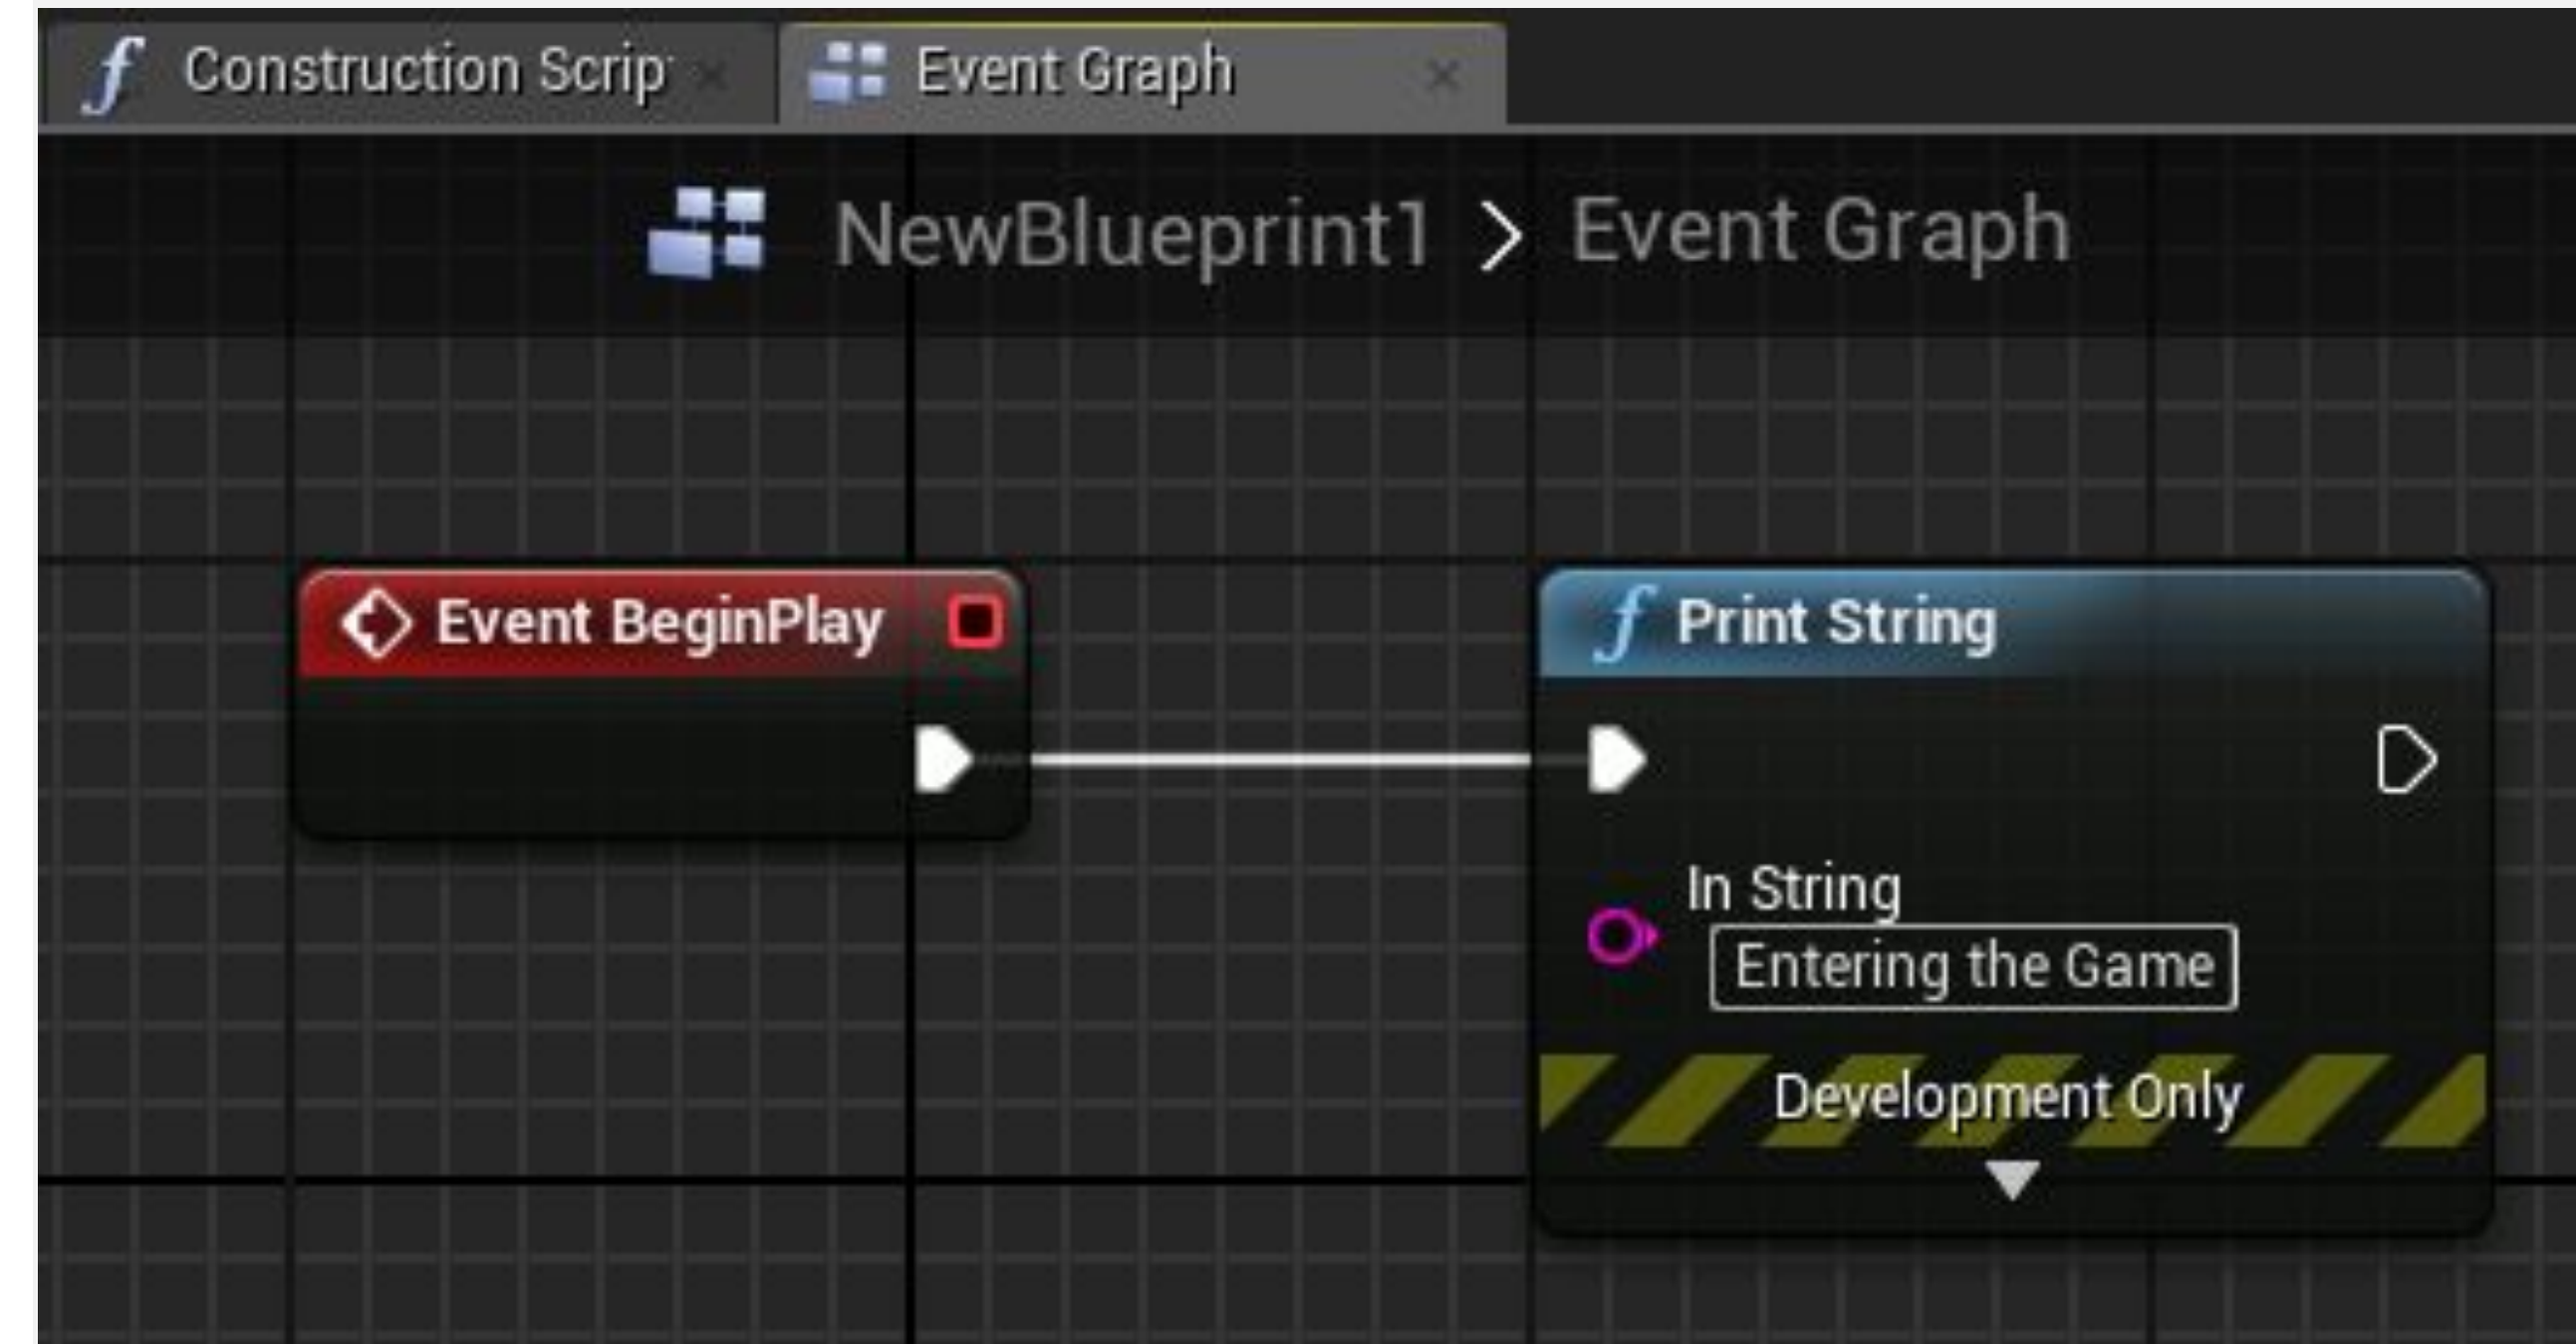 Construction Scrip
Event Graph
NewBlueprint1 > Event Graph
Event BeginPlay
Print String
In String
Entering the Game
Development Only